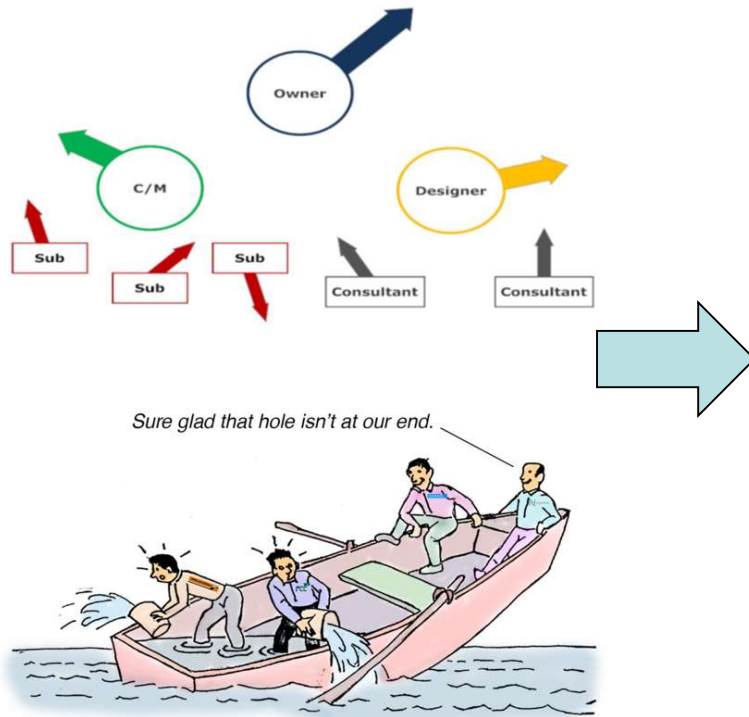 Owner
C/M
Designer
Sub
Sub
Sub
Consultant
Consultant
Sure glad that hole isn't at our end.